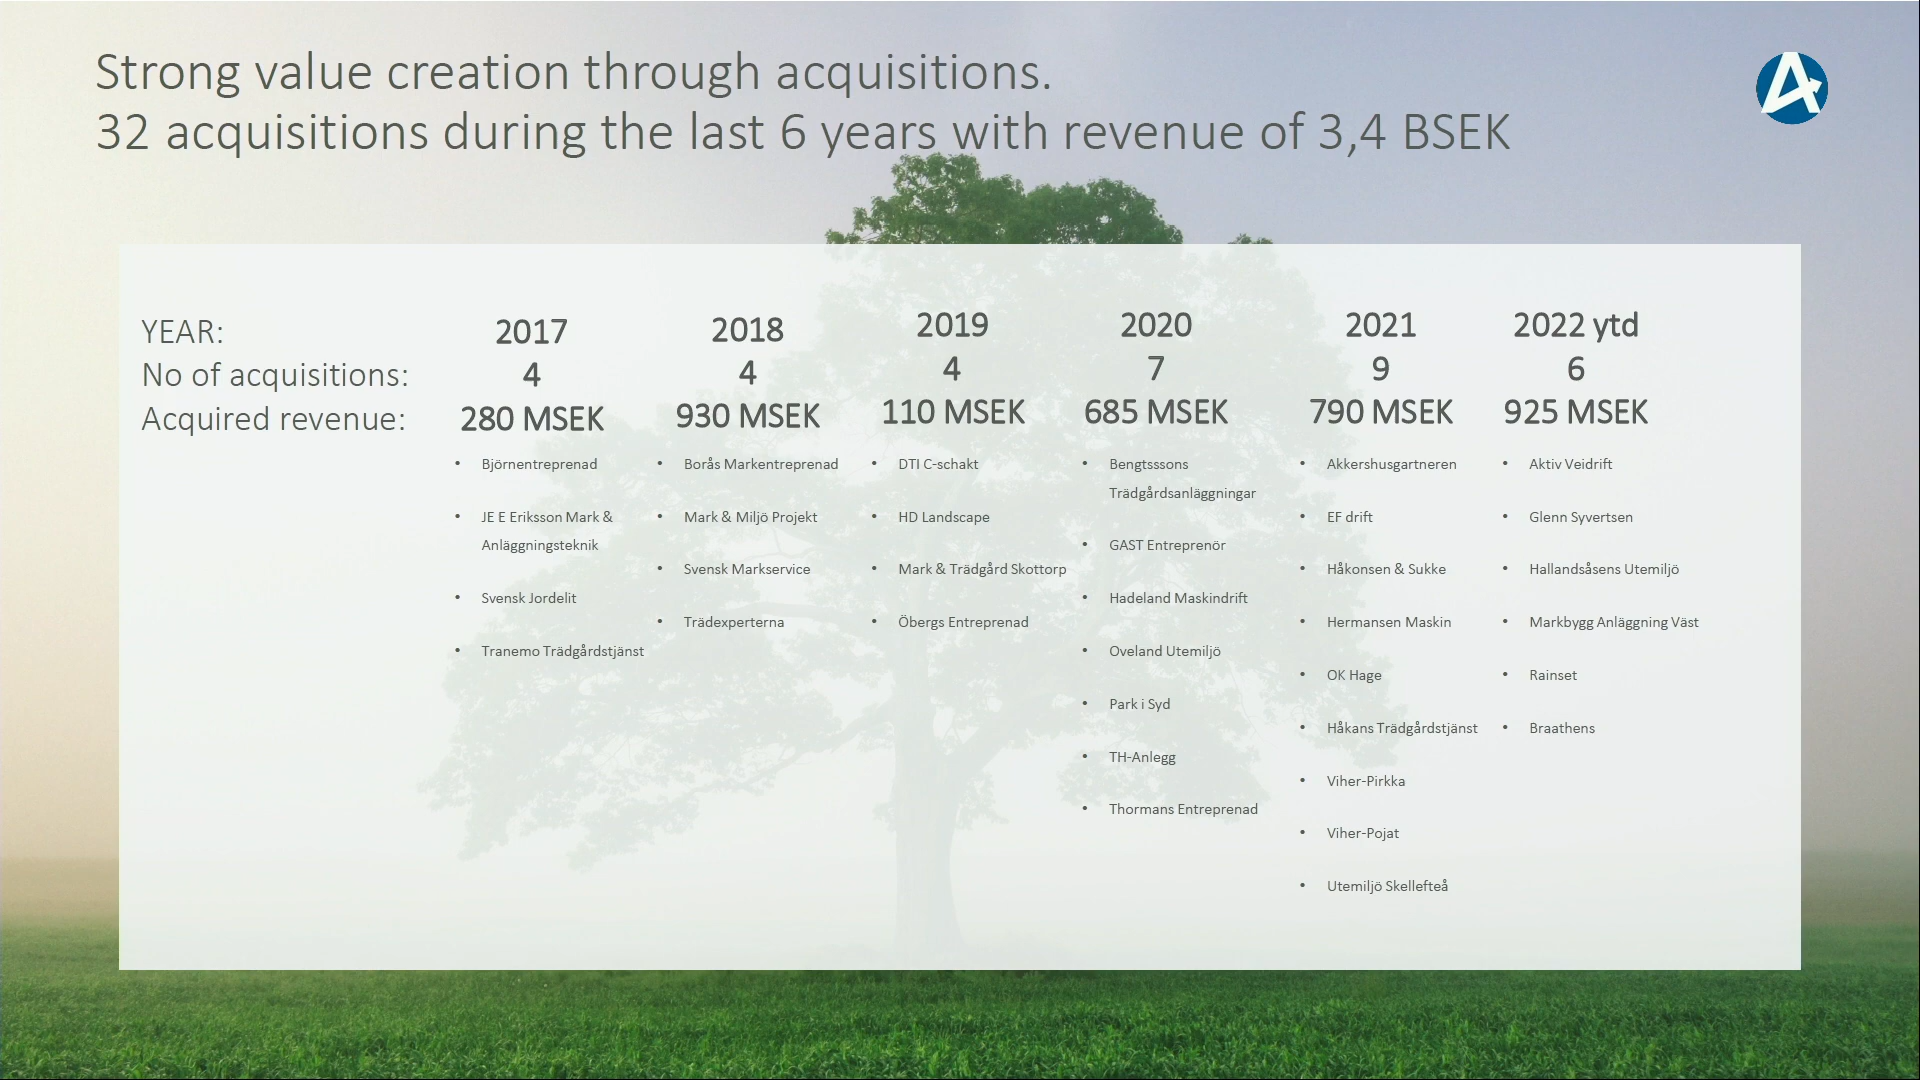 Strong value creation through acquisitions.
32 acquisitions during the last 6 years with revenue of 3,4 BSEK
YEAR:
No of acquisitions:
Acquired revenue:
2017
4
280 MSEK
• Björnentreprenad
• JE E Eriksson Mark &
Anläggningsteknik
• Svensk Jordelit
• Tranemo Trädgårdstjänst
2018
4
930 MSEK
• Borås Markentreprenad
• Mark & Miljö Projekt
• Svensk Markservice
• Trädexperterna
2019
4
110 MSEK
• DTI C-schakt
• HD Landscape
• Mark & Trädgård Skottorp
• Öbergs Entreprenad
2020
7
685 MSEK
• Bengtsssons
Trädgårdsanläggningar
• GAST Entreprenör
• Hadeland Maskindrift
• Oveland Utemiljö
• Park i Syd
• TH-Anlegg
• Thormans Entreprenad
2021
9
790 MSEK
• Akkershusgartneren
• EF drift
• Håkonsen & Sukke
• Hermansen Maskin
• OK Hage
• Håkans Trädgårdstjänst
• Viher-Pirkka
• Viher-Pojat
• Utemiljö Skellefteå
2022 ytd
6
925 MSEK
• Aktiv Veidrift
• Glenn Syvertsen
• Hallandsåsens Utemiljö
• Markbygg Anläggning Väst
• Rainset
• Braathens